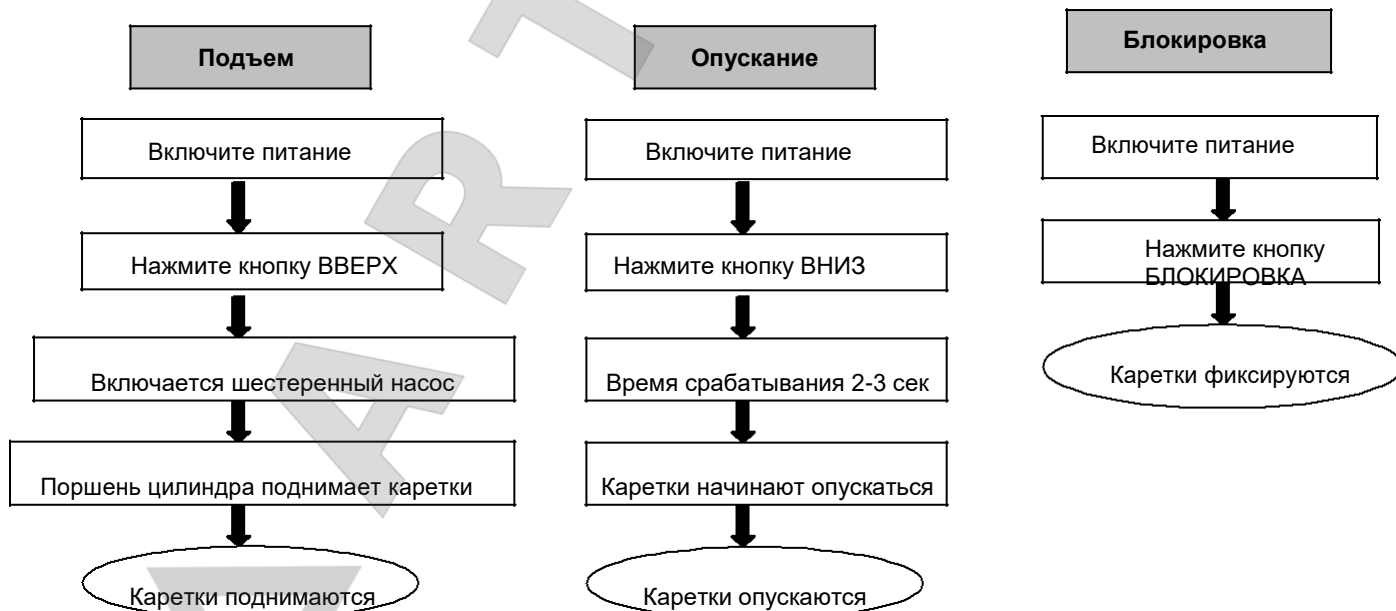 Подъем
Включите питание
Нажмите кнопку ВВЕРХ
Включается шестеренный насос
Поршень цилиндра поднимает каретки
Каретки поднимаются
Опускание
Включите питание
Нажмите кнопку ВНИЗ
Время срабатывания 2-3 сек
Каретки начинают опускаться
Каретки опускаются
Блокировка
Включите питание
Нажмите кнопку
БЛОКИРОВКА
Каретки фиксируются